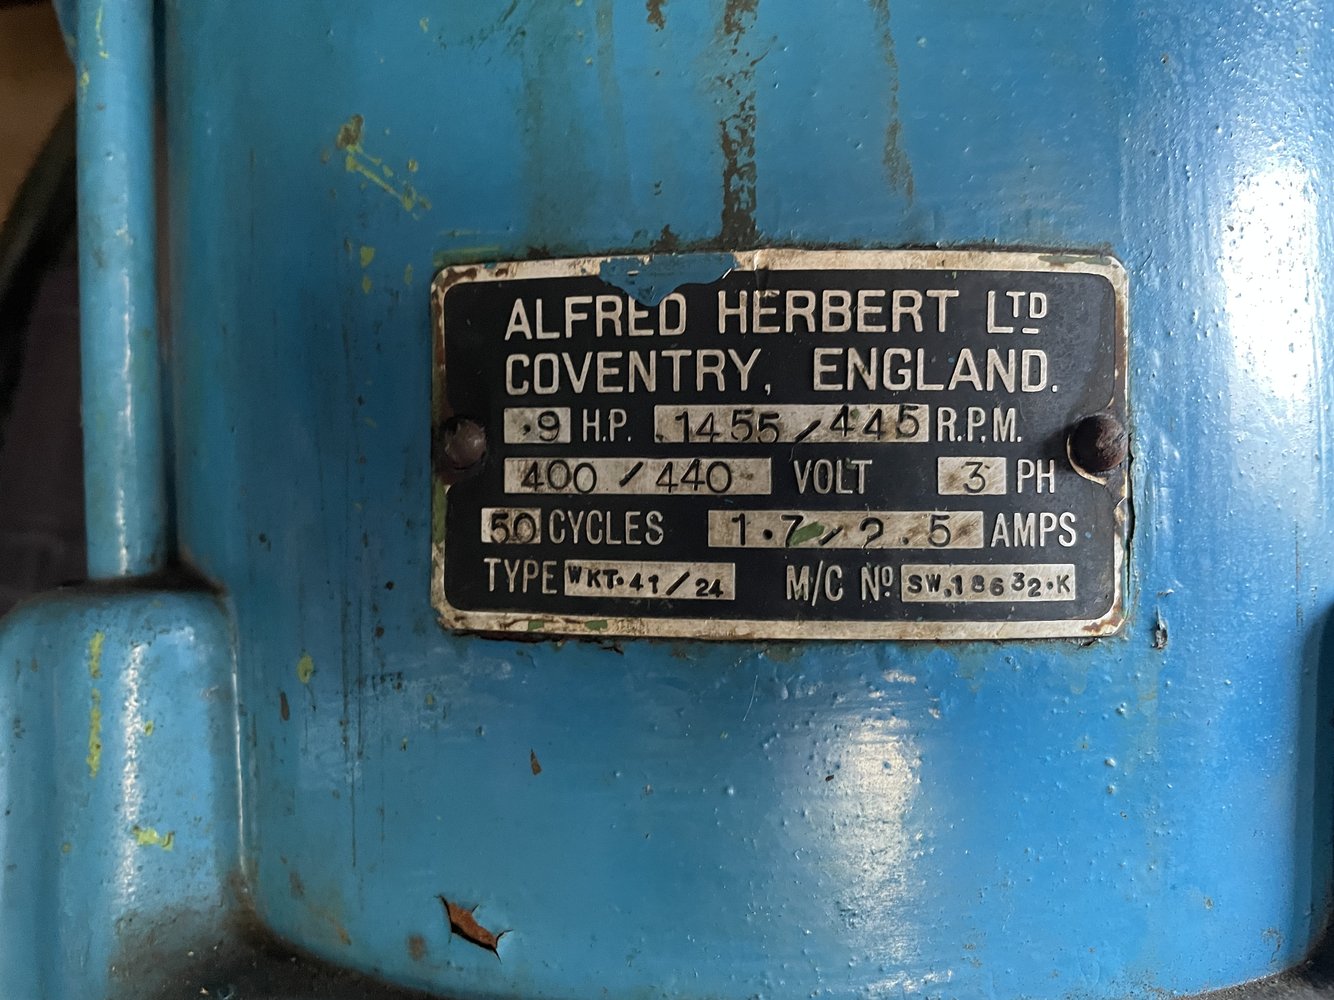 ALFRED HERBERT LTD
COVENTRY, ENGLAND.
.9 H.P. .1455/445 R.P.M.
400/440 VOLT 3 PH
50 CYCLES 1.7/2.5 AMPS
TYPE WKT.41/24 M/C No. SW.18632.K